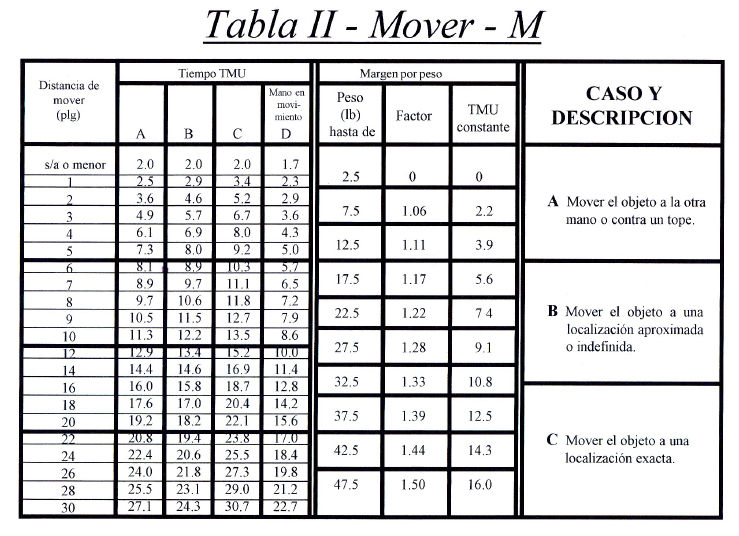 Tabla II - Mover - M
Distancia de mover (plg) Tiempo TMU Margen por peso CASO Y DESCRIPCION
A B C Mano en movi- miento D Peso (Ib) hasta de Factor TMU constante
s/a o menor 2.0 2.0 2.0 1.7
1 2.5 2.9 3.4 2.3
2 3.6 4.6 5.2 2.9
3 4.9 5.7 6.7 3.6
4 6.1 6.9 8.0 4.3
5 7.3 8.0 9.2 5.0
6 8.1 8.9 10.3 5.7
7 8.9 9.7 11.1 6.5
8 9.7 10.6 11.8 7.2
9 10.5 11.5 12.7 7.9
10 11.3 12.2 13.5 8.6
12 12.9 13.4 15.2 10.0
14 14.4 14.6 16.9 11.4
16 16.0 15.8 18.7 12.8
18 17.6 17.0 20.4 14.2
20 19.2 18.2 22.1 15.6
22 20.8 19.4 23.8 17.0
24 22.4 20.6 25.5 18.4
26 24.0 21.8 27.3 19.8
28 25.5 23.1 29.0 21.2
30 27.1 24.3 30.7 22.7
2.5 0 0
7.5 1.06 2.2
12.5 1.11 3.9
17.5 1.17 5.6
22.5 1.22 7 4
27.5 1.28 9.1
32.5 1.33 10.8
37.5 1.39 12.5
42.5 1.44 14.3
47.5 1.50 16.0
A Mover el objeto a la otra
mano o contra un tope.
B Mover el objeto a una
localización aproximada
o indefinida.
C Mover el objeto a una
localización exacta.